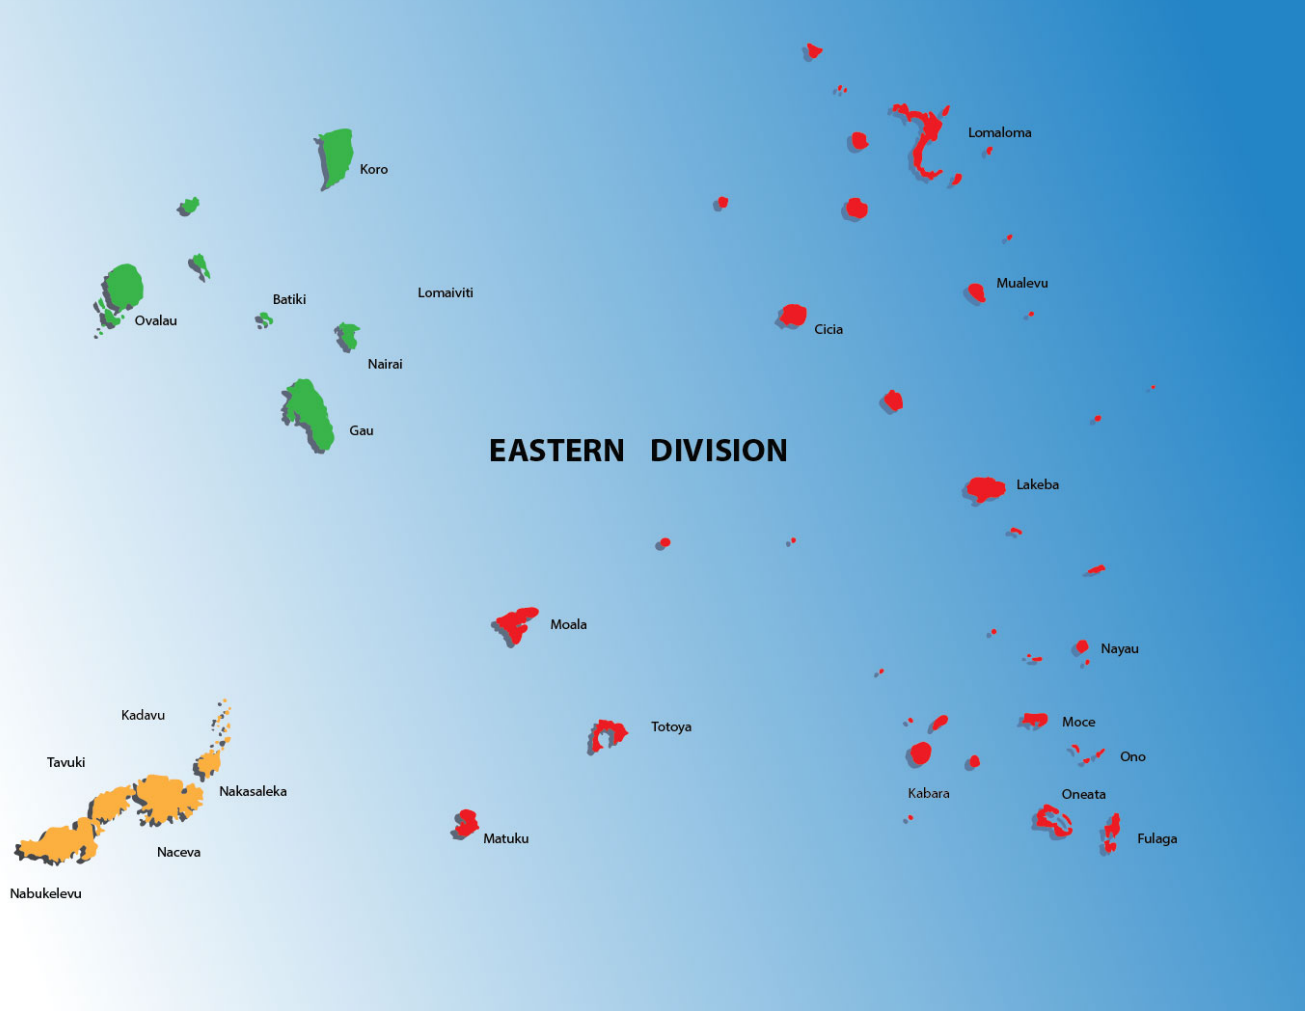 Lomaloma
Koro
Mualevu
Lomaiviti
Batiki
Ovalau
Cicia
Nairai
Gau
EASTERN DIVISION
Lakeba
Moala
Nayau
Kadavu
Moce
Totoya
Ono
Tavuki
Nakasaleka
Kabara
Oneata
Matuku
Fulaga
Naceva
Nabukelevu